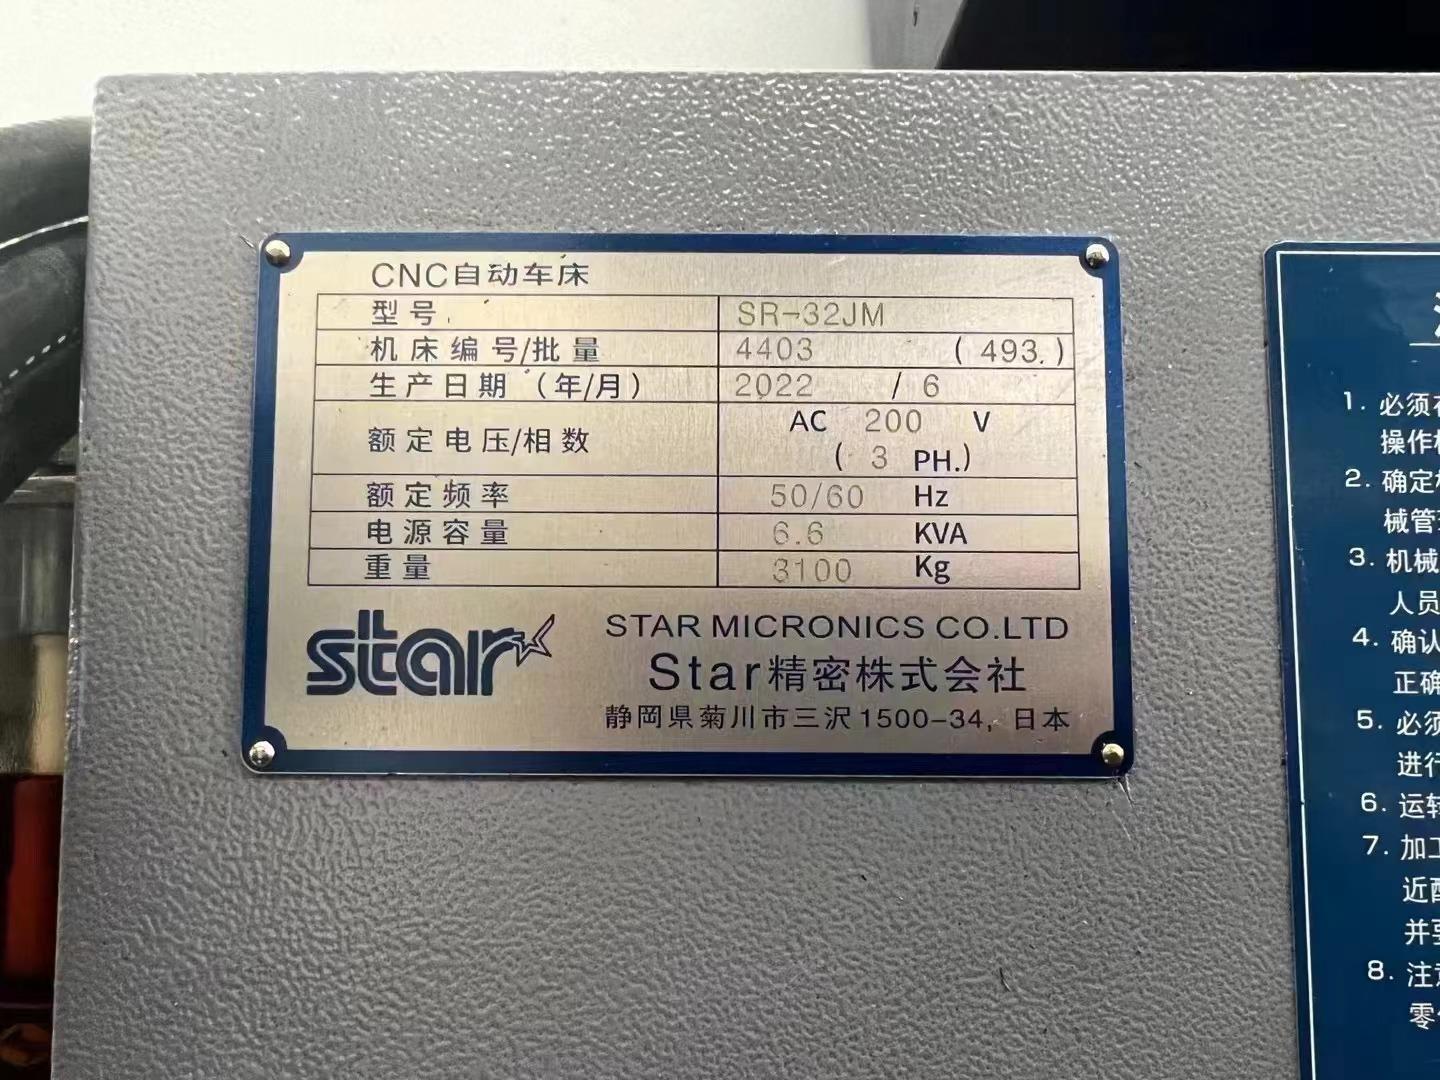 CNC自动车床
型号 SR-32JM
机床编号/批量 4403 (493.)
生产日期（年/月） 2022 / 6
额定电压/相数 AC 200 V
( 3 PH.)
额定频率 50/60 Hz
电源容量 6.6 KVA
重量 3100 Kg
star
STAR MICRONICS CO.LTD
Star精密株式会社
静岡県菊川市三沢1500-34, 日本
1. 必须
操作
2. 确定
械管
3. 机械
人员
4. 确认
正确
5. 必须
进行
6. 运转
7. 加工
近
并要
8. 注意
零